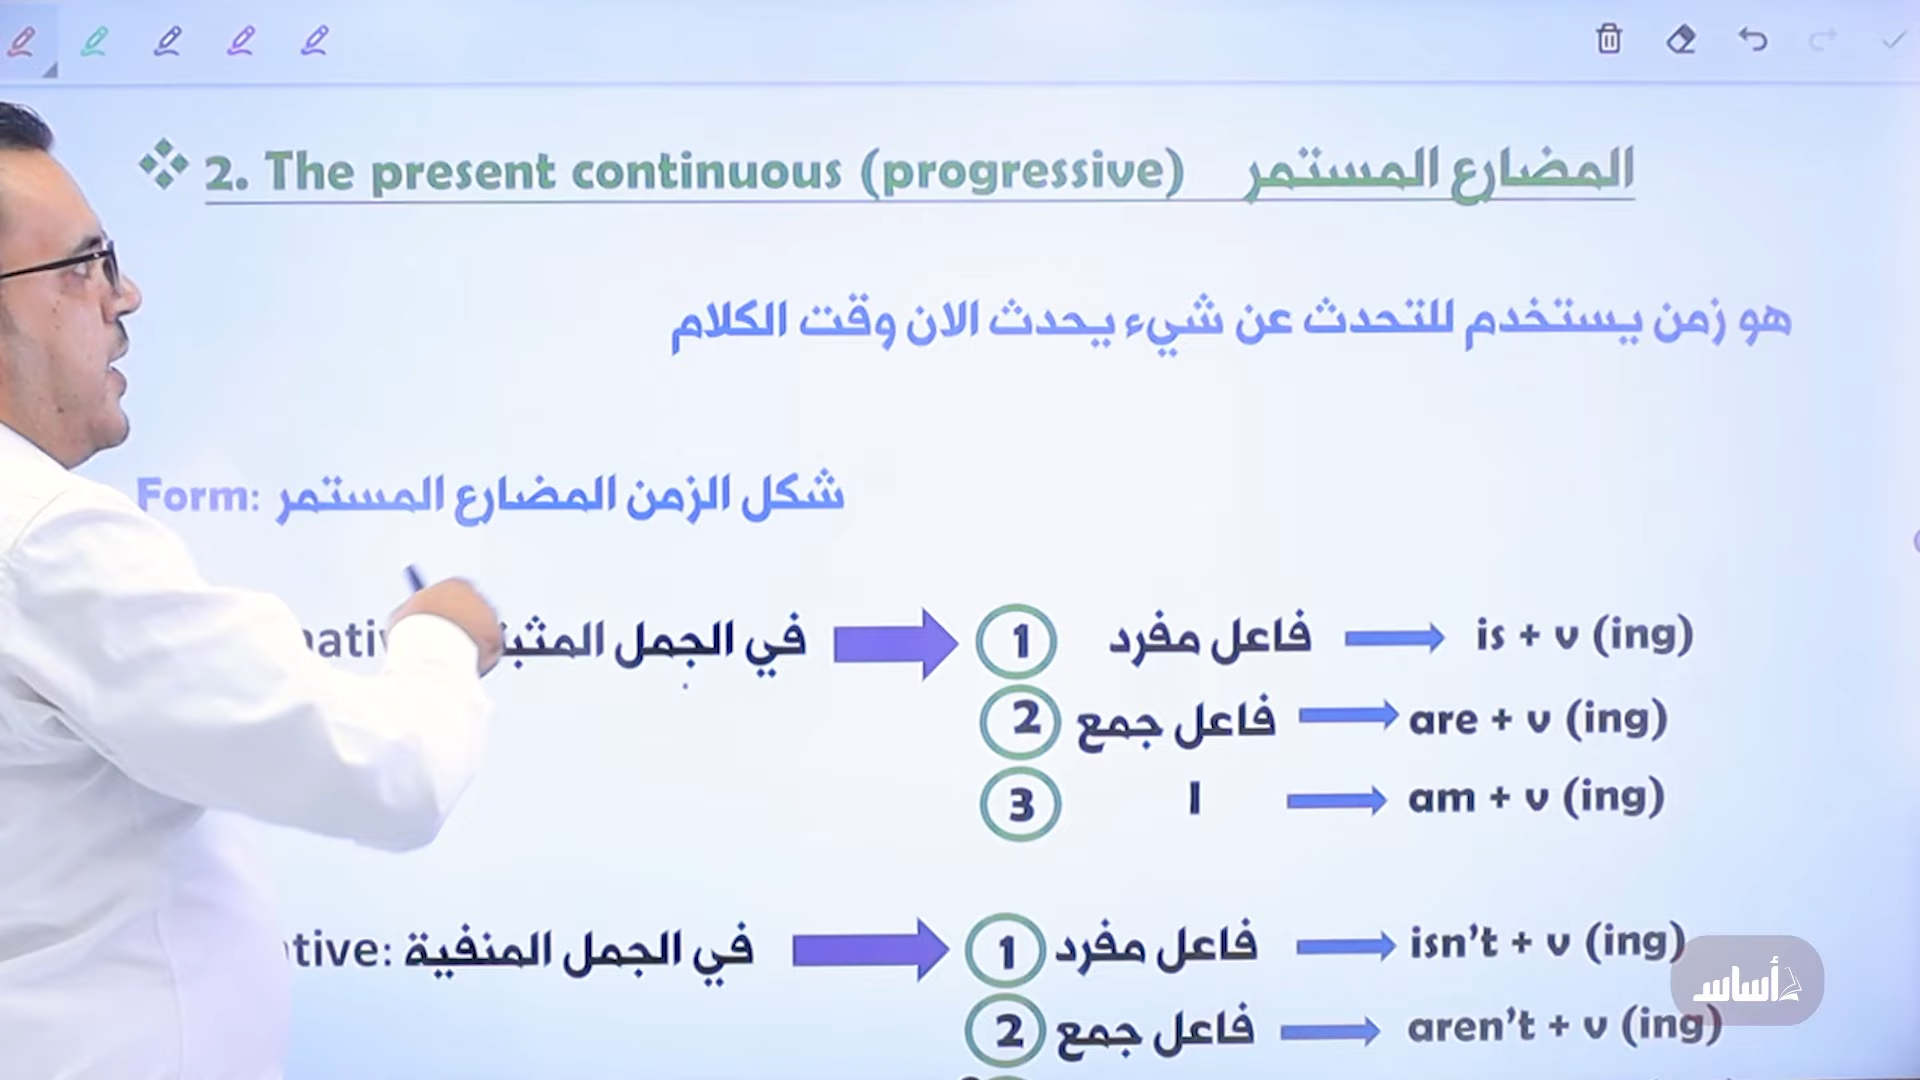 2. The present continuous (progressive) المضارع المستمر
هو زمن يستخدم للتحدث عن شيء يحدث الان وقت الكلام
Form: شكل الزمن المضارع المستمر
في الجمل 1 فاعل مفرد is + v (ing)
2 فاعل جمع are + v (ing)
3 I am + v (ing)
في الجمل المنفية 1 فاعل مفرد isn't + v (ing)
2 فاعل جمع aren't + v (ing)
أساس